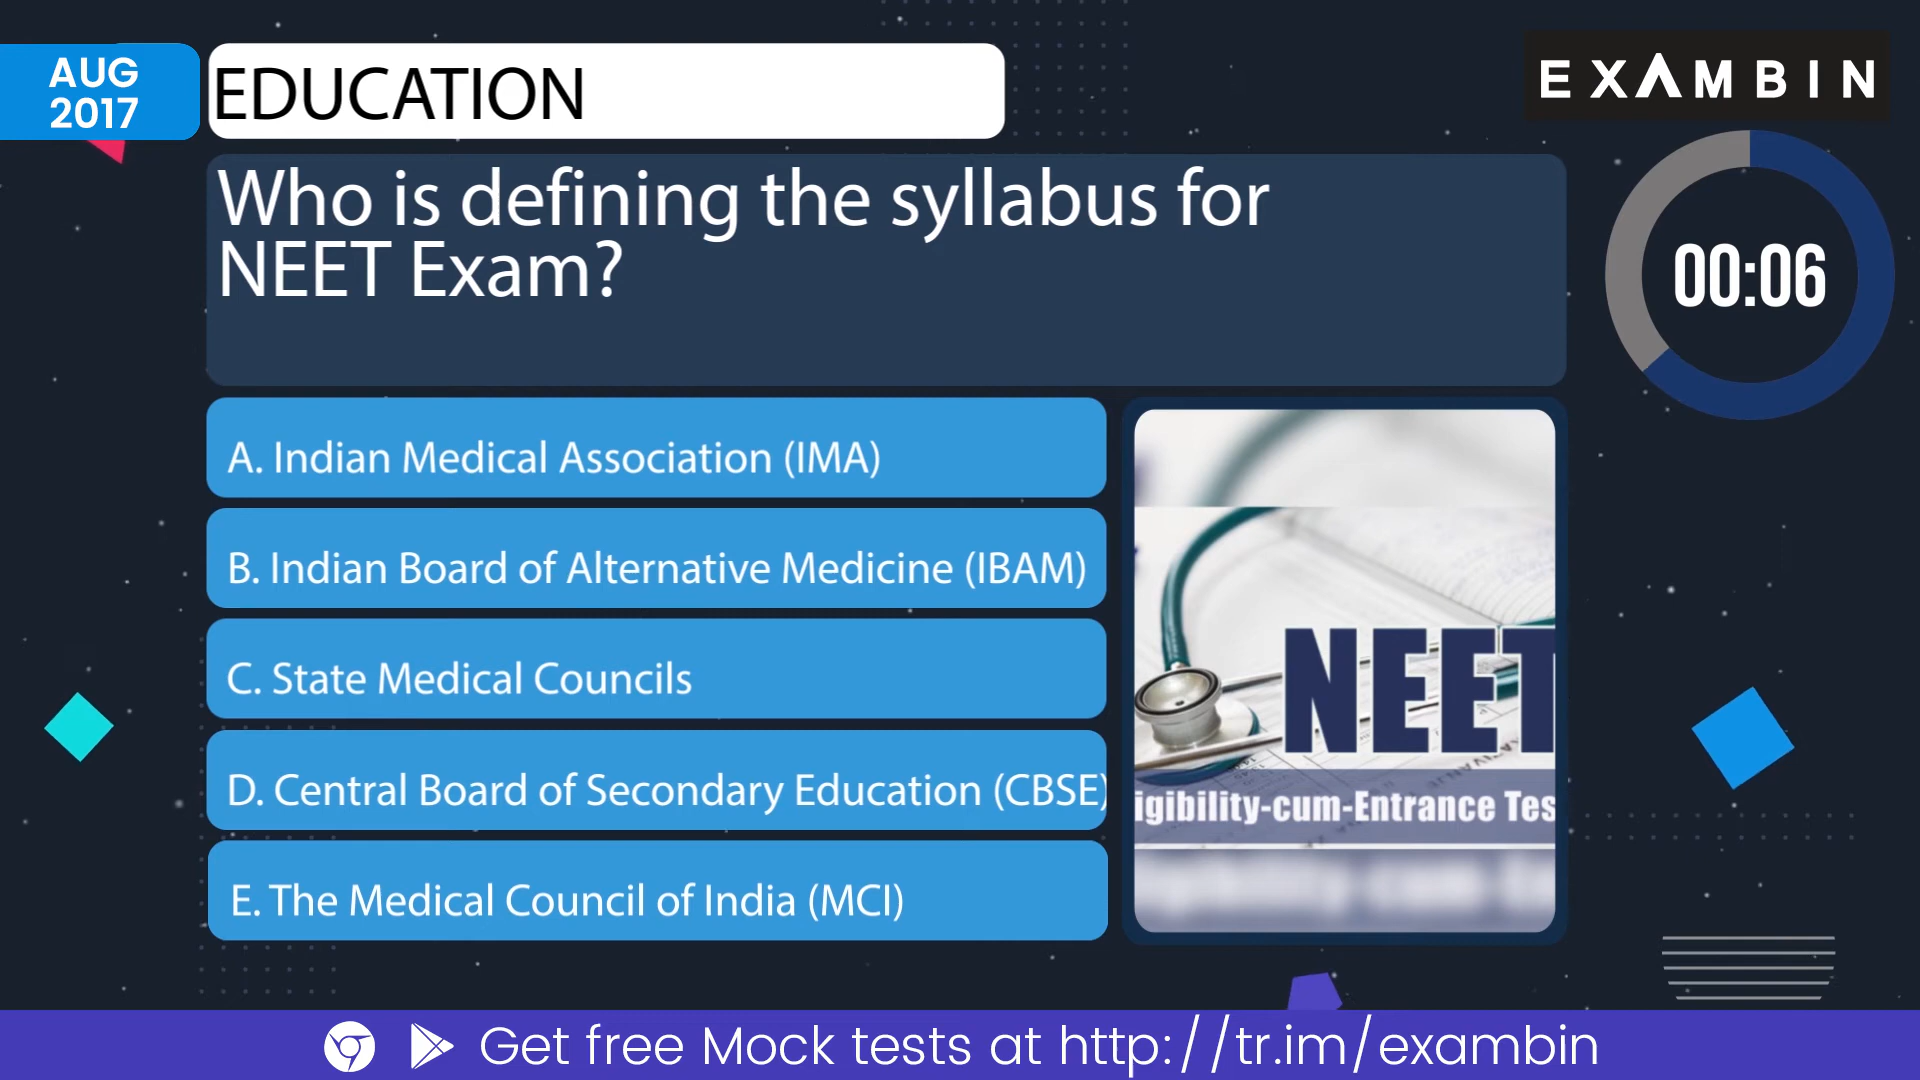 AUG
2017
EDUCATION
EXAMBIN
Who is defining the syllabus for
NEET Exam?
00:06
A. Indian Medical Association (IMA)
B. Indian Board of Alternative Medicine (IBAM)
C. State Medical Councils
D. Central Board of Secondary Education (CBSE)
E. The Medical Council of India (MCI)
NEET
igibility-cum-Entrance Tes
Get free Mock tests at http://tr.im/exambin